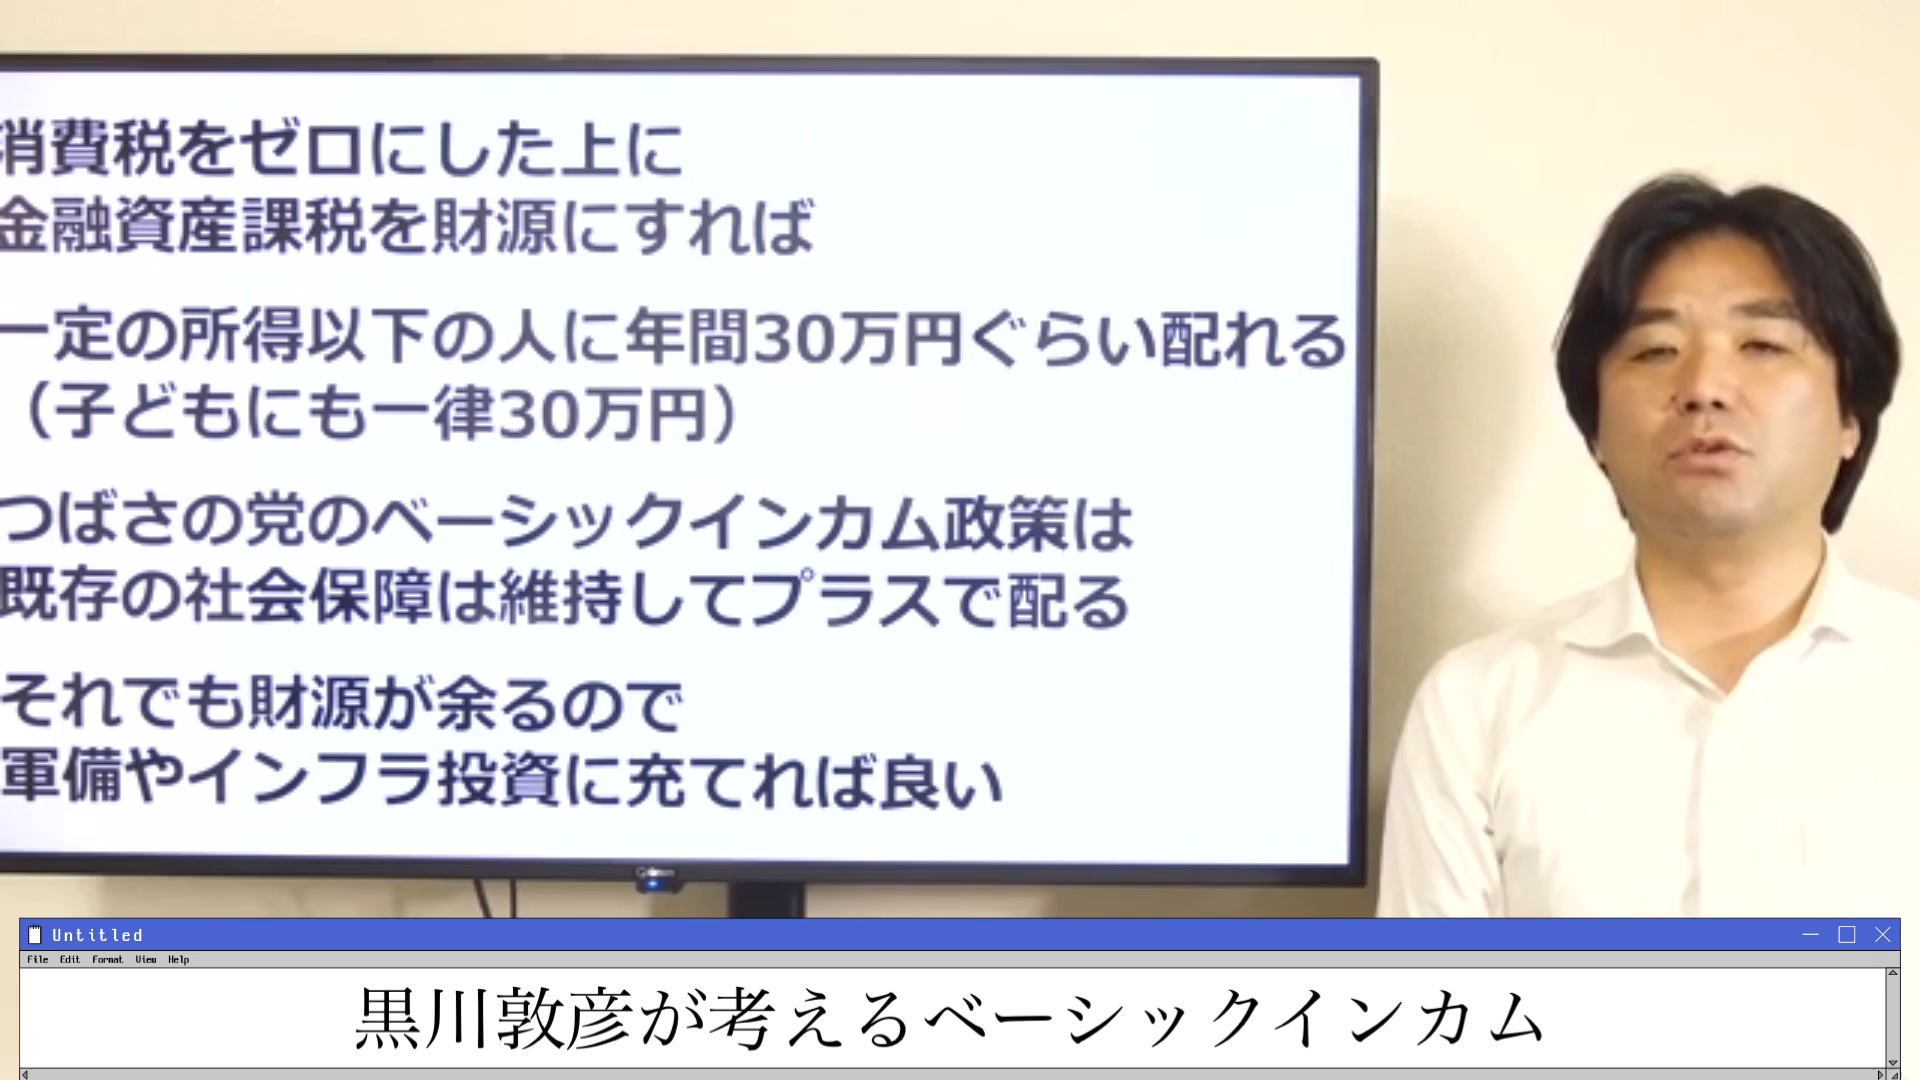 消費税をゼロにした上に
金融資産課税を財源にすれば
一定の所得以下の人に年間30万円ぐらい配れる
（子どもにも一律30万円）
つばさの党のベーシックインカム政策は
既存の社会保障は維持してプラスで配る
それでも財源が余るので
軍備やインフラ投資に充てれば良い
Untitled
File Edit Format View Help
黒川敦彦が考えるベーシックインカム